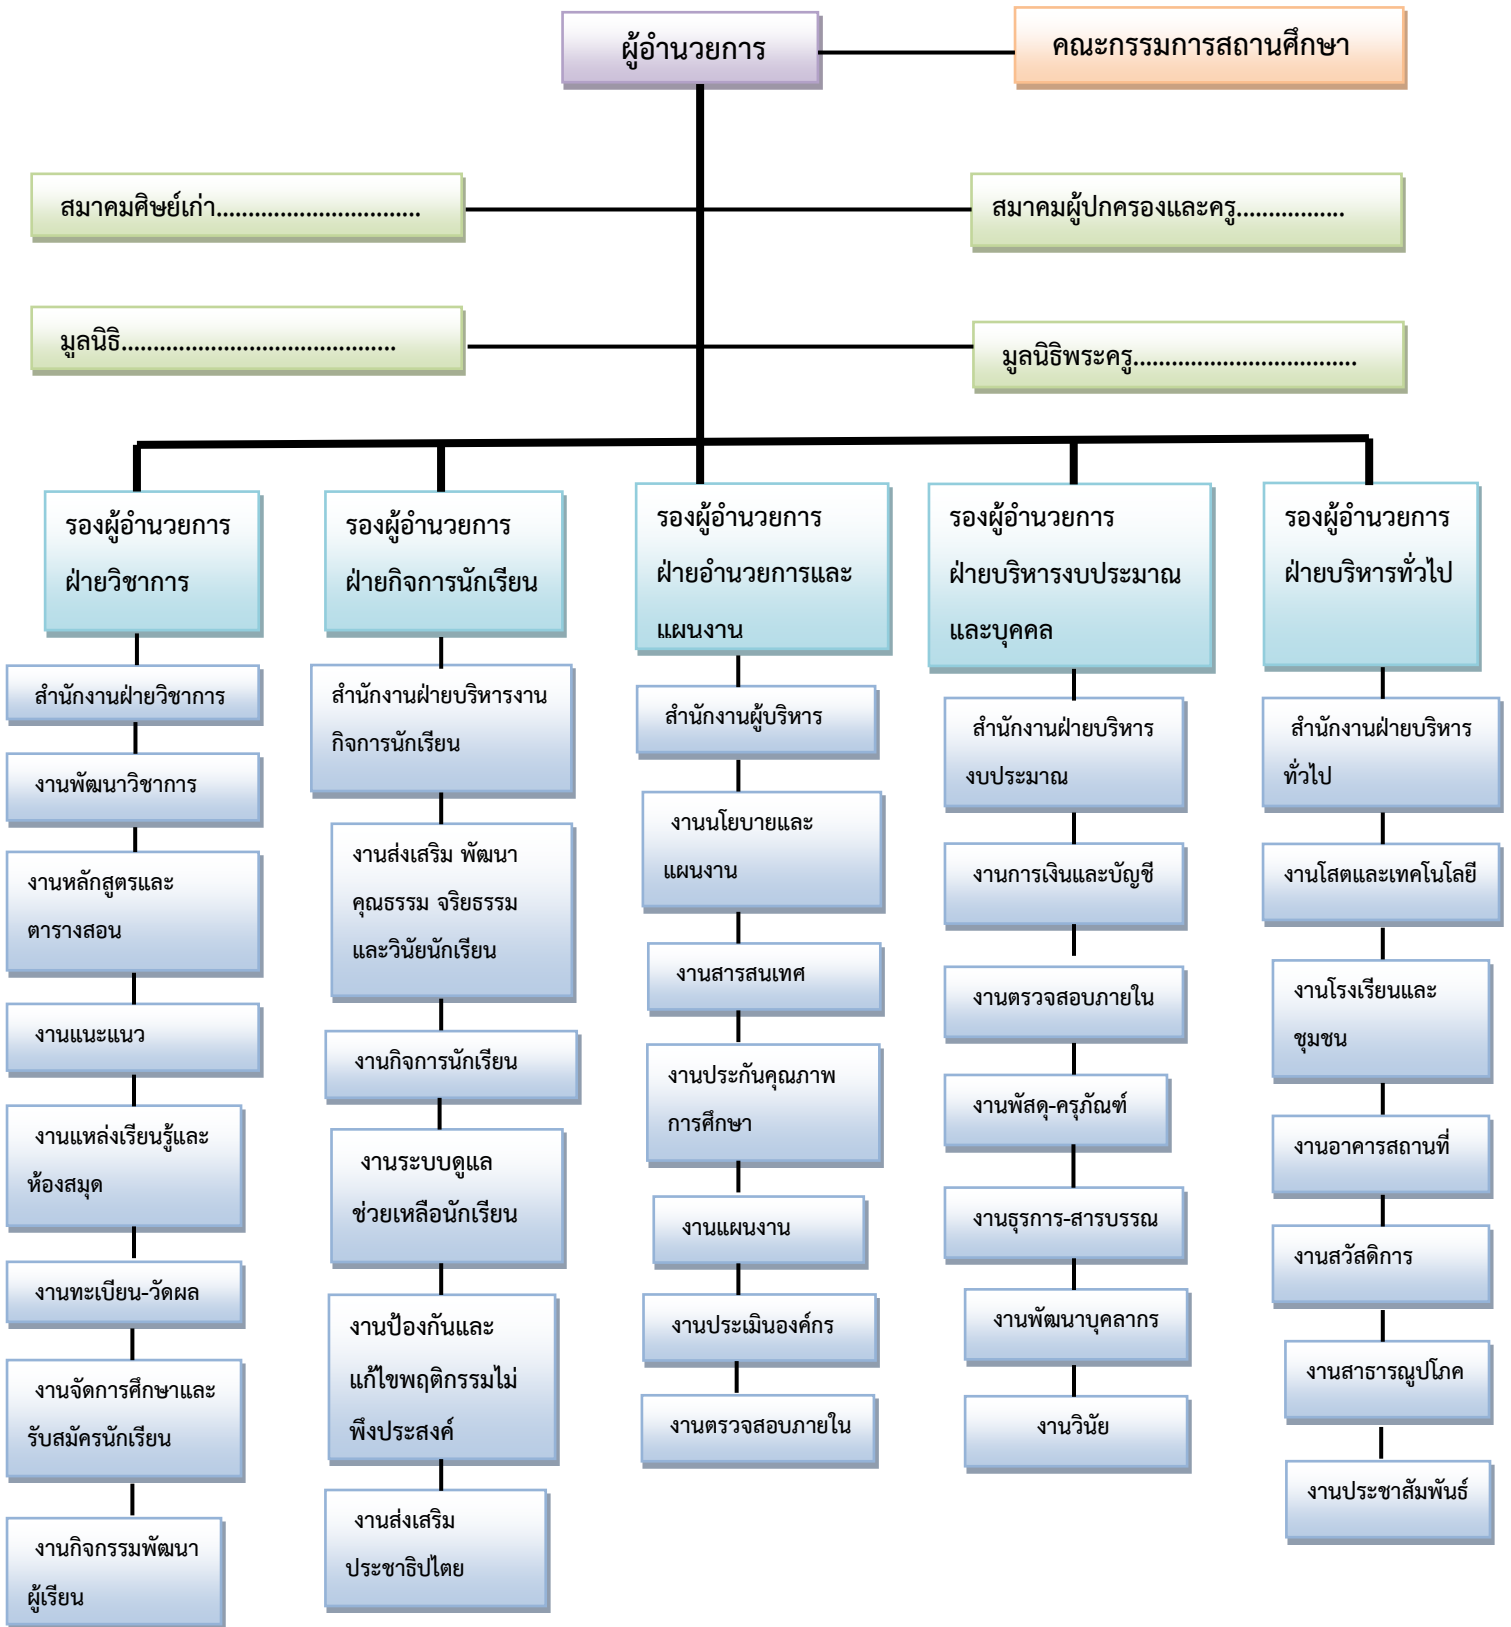 ผู้อำนวยการ
คณะกรรมการสถานศึกษา
สมาคมศิษย์เก่า................................
สมาคมผู้ปกครองและครู.................
มูลนิธิ...........................................
มูลนิธิพระครู...................................
รองผู้อำนวยการ
ฝ่ายวิชาการ
สำนักงานฝ่ายวิชาการ
งานพัฒนาวิชาการ
งานหลักสูตรและ
ตารางสอน
งานแนะแนว
งานแหล่งเรียนรู้และ
ห้องสมุด
งานทะเบียน-วัดผล
งานจัดการศึกษาและ
รับสมัครนักเรียน
งานกิจกรรมพัฒนา
ผู้เรียน
รองผู้อำนวยการ
ฝ่ายกิจการนักเรียน
สำนักงานฝ่ายบริหารงาน
กิจการนักเรียน
งานส่งเสริม พัฒนา
คุณธรรม จริยธรรม
และวินัยนักเรียน
งานกิจการนักเรียน
งานระบบดูแล
ช่วยเหลือนักเรียน
งานป้องกันและ
แก้ไขพฤติกรรมไม่
พึงประสงค์
งานส่งเสริม
ประชาธิปไตย
รองผู้อำนวยการ
ฝ่ายอำนวยการและ
แผนงาน
สำนักงานผู้บริหาร
งานนโยบายและ
แผนงาน
งานสารสนเทศ
งานประกันคุณภาพ
การศึกษา
งานแผนงาน
งานประเมินองค์กร
งานตรวจสอบภายใน
รองผู้อำนวยการ
ฝ่ายบริหารงบประมาณ
และบุคคล
สำนักงานฝ่ายบริหาร
งบประมาณ
งานการเงินและบัญชี
งานตรวจสอบภายใน
งานพัสดุ-ครุภัณฑ์
งานธุรการ-สารบรรณ
งานพัฒนาบุคลากร
งานวินัย
รองผู้อำนวยการ
ฝ่ายบริหารทั่วไป
สำนักงานฝ่ายบริหาร
ทั่วไป
งานโสตและเทคโนโลยี
งานโรงเรียนและ
ชุมชน
งานอาคารสถานที่
งานสวัสดิการ
งานสาธารณูปโภค
งานประชาสัมพันธ์